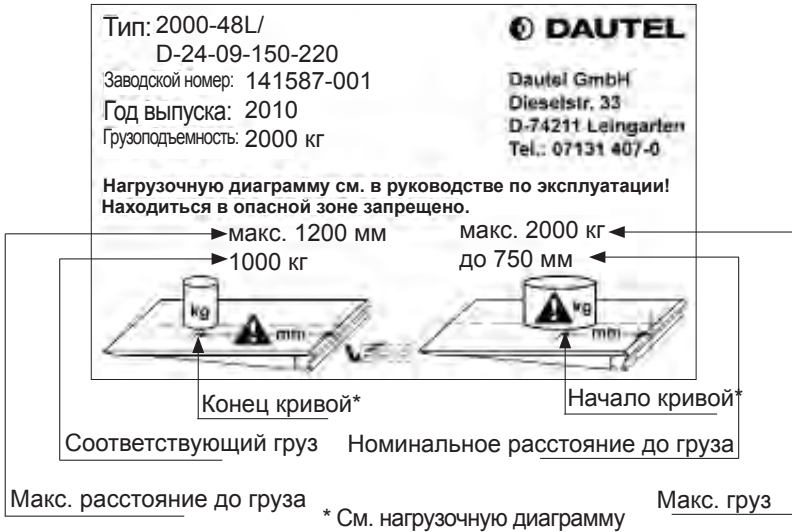 Тип: 2000-48L/
D-24-09-150-220
Заводской номер: 141587-001
Год выпуска: 2010
Грузоподъемность: 2000 кг
DAUTEL
Dautel GmbH
Dieselstr. 33
D-74211 Leingarten
Tel.: 07131 407-0
Нагрузочную диаграмму см. в руководстве по эксплуатации!
Находиться в опасной зоне запрещено.
макс. 1200 мм
1000 кг
макс. 2000 кг
до 750 мм
kg
mm
kg
mm
Конец кривой*
Начало кривой*
Соответствующий груз
Номинальное расстояние до груза
Макс. расстояние до груза
* См. нагрузочную диаграмму
Макс. груз